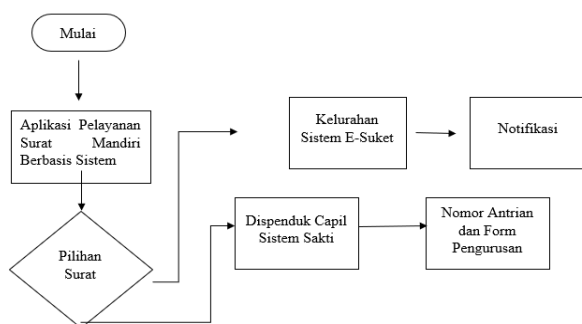 Mulai
Aplikasi Pelayanan
Surat Mandiri
Berbasis Sistem
Pilihan
Surat
Kelurahan
Sistem E-Suket
Notifikasi
Dispenduk Capil
Sistem Sakti
Nomor Antrian
dan Form
Pengurusan